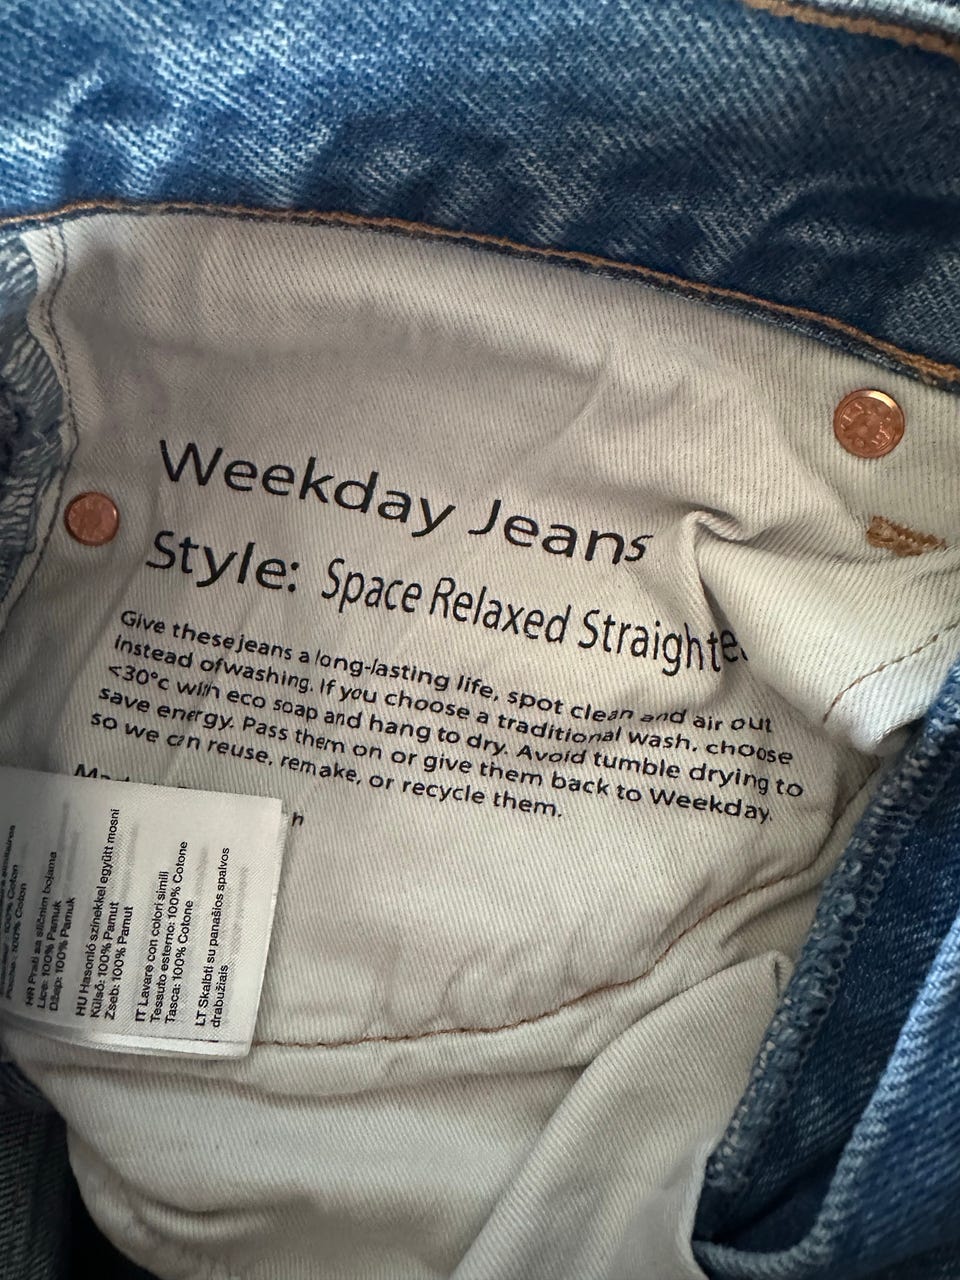 Weekday Jeans
Style: Space Relaxed Straight
Give these jeans a long-lasting life, spot clean and air out
instead of washing. If you choose a traditional wash, choose
<30°c with eco soap and hang to dry. Avoid tumble drying to
save energy. Pass them on or give them back to Weekday,
so we can reuse, remake, or recycle them.
100% Coton
100% Coton
HR Prati sa sličnim bojama
Lice: 100% Pamuk
Džep: 100% Pamuk
HU Hasonló színekkel együtt mosni
Külső: 100% Pamut
Zseb: 100% Pamut
IT Lavare con colori simili
Tessuto esterno: 100% Cotone
Tasca: 100% Cotone
LT Skalbti su panašios spalvos
drabužiais